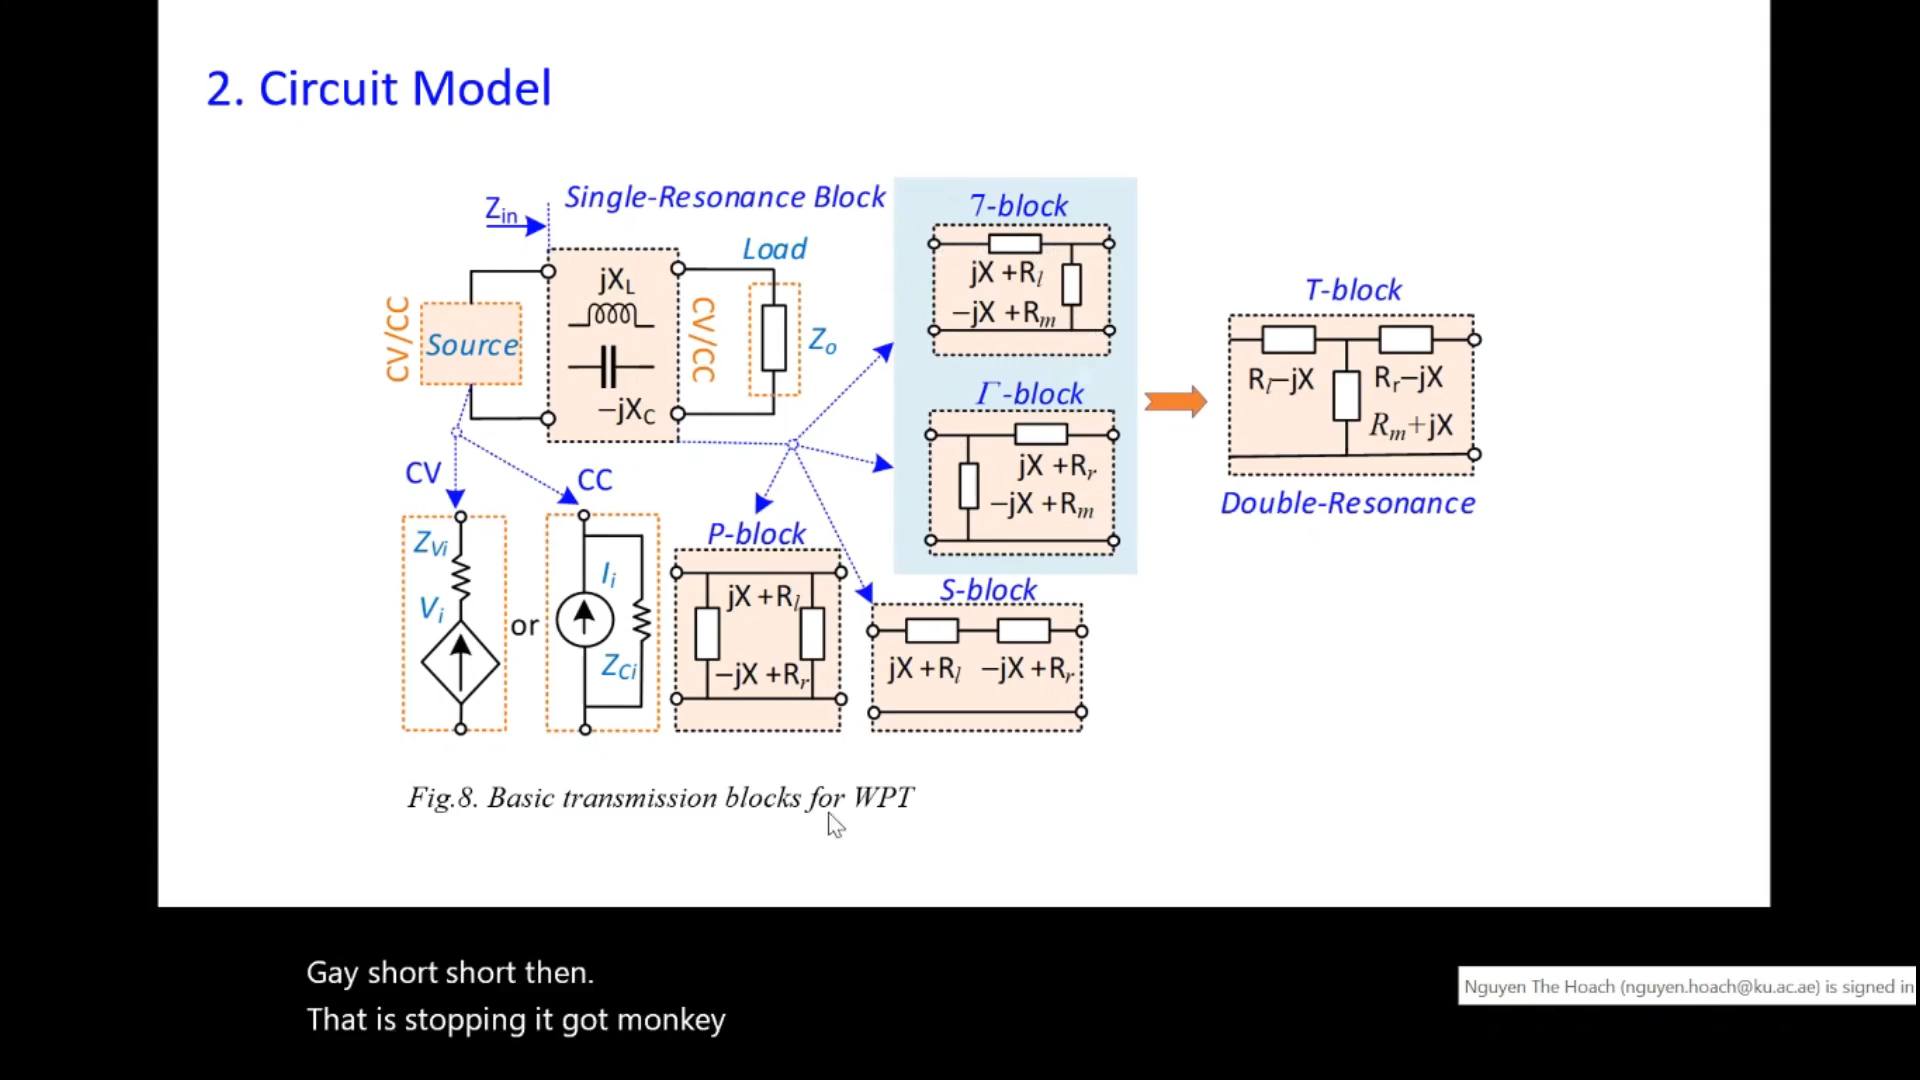 2. Circuit Model
Zin
Single-Resonance Block
Load
CV/CC
Source
jXL
−jXC
CV/CC
Zo
CV
CC
ZVi
Vi
or
Ii
ZCi
P-block
jX +Rl
−jX +Rr
S-block
jX +Rl −jX +Rr
7-block
jX +Rl
−jX +Rm
Γ-block
jX +Rr
−jX +Rm
T-block
Rl−jX Rr−jX
Rm+jX
Double-Resonance
Fig.8. Basic transmission blocks for WPT
Gay short short then.
That is stopping it got monkey
Nguyen The Hoach (nguyen.hoach@ku.ac.ae) is signed in